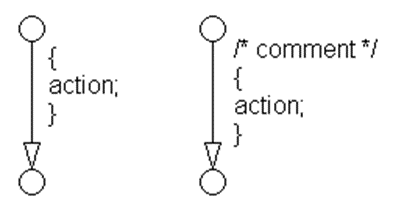 {
action;
}
/* comment */
{
action;
}